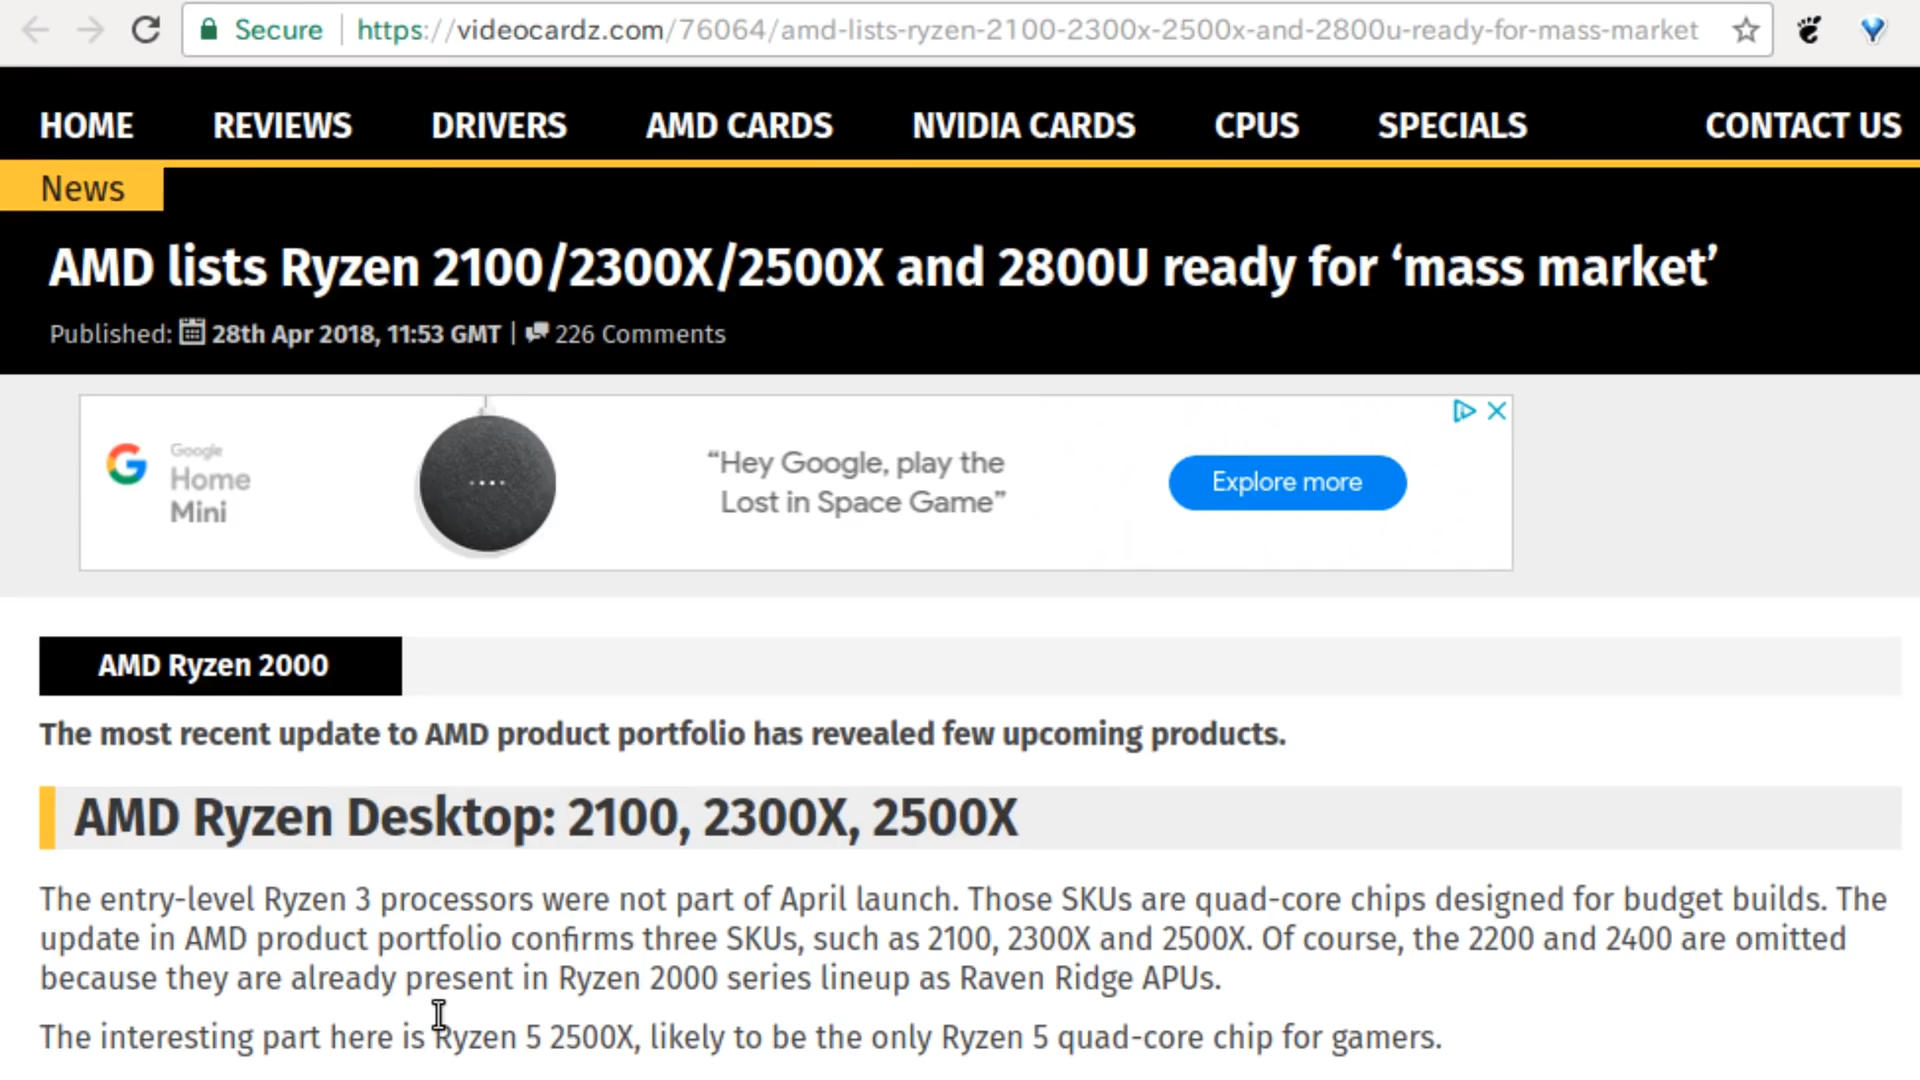 Secure https://videocardz.com/76064/amd-lists-ryzen-2100-2300x-2500x-and-2800u-ready-for-mass-market
HOME REVIEWS DRIVERS AMD CARDS NVIDIA CARDS CPUS SPECIALS CONTACT US
News
AMD lists Ryzen 2100/2300X/2500X and 2800U ready for ‘mass market’
Published: 28th Apr 2018, 11:53 GMT | 226 Comments
Google
Home
Mini
“Hey Google, play the
Lost in Space Game”
Explore more
AMD Ryzen 2000
The most recent update to AMD product portfolio has revealed few upcoming products.
AMD Ryzen Desktop: 2100, 2300X, 2500X
The entry-level Ryzen 3 processors were not part of April launch. Those SKUs are quad-core chips designed for budget builds. The
update in AMD product portfolio confirms three SKUs, such as 2100, 2300X and 2500X. Of course, the 2200 and 2400 are omitted
because they are already present in Ryzen 2000 series lineup as Raven Ridge APUs.
The interesting part here is Ryzen 5 2500X, likely to be the only Ryzen 5 quad-core chip for gamers.